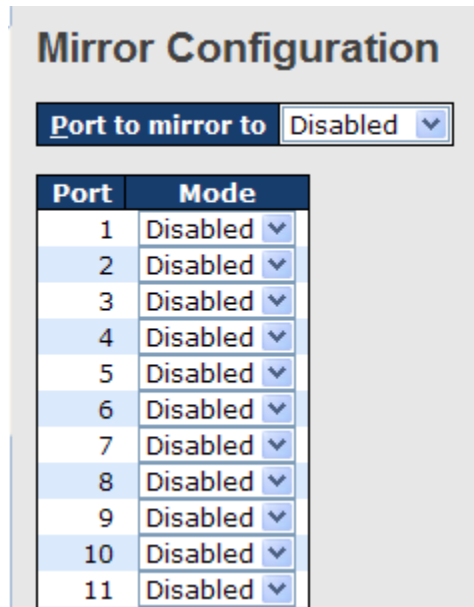 Mirror Configuration
Port to mirror to Disabled
Port Mode
1 Disabled
2 Disabled
3 Disabled
4 Disabled
5 Disabled
6 Disabled
7 Disabled
8 Disabled
9 Disabled
10 Disabled
11 Disabled